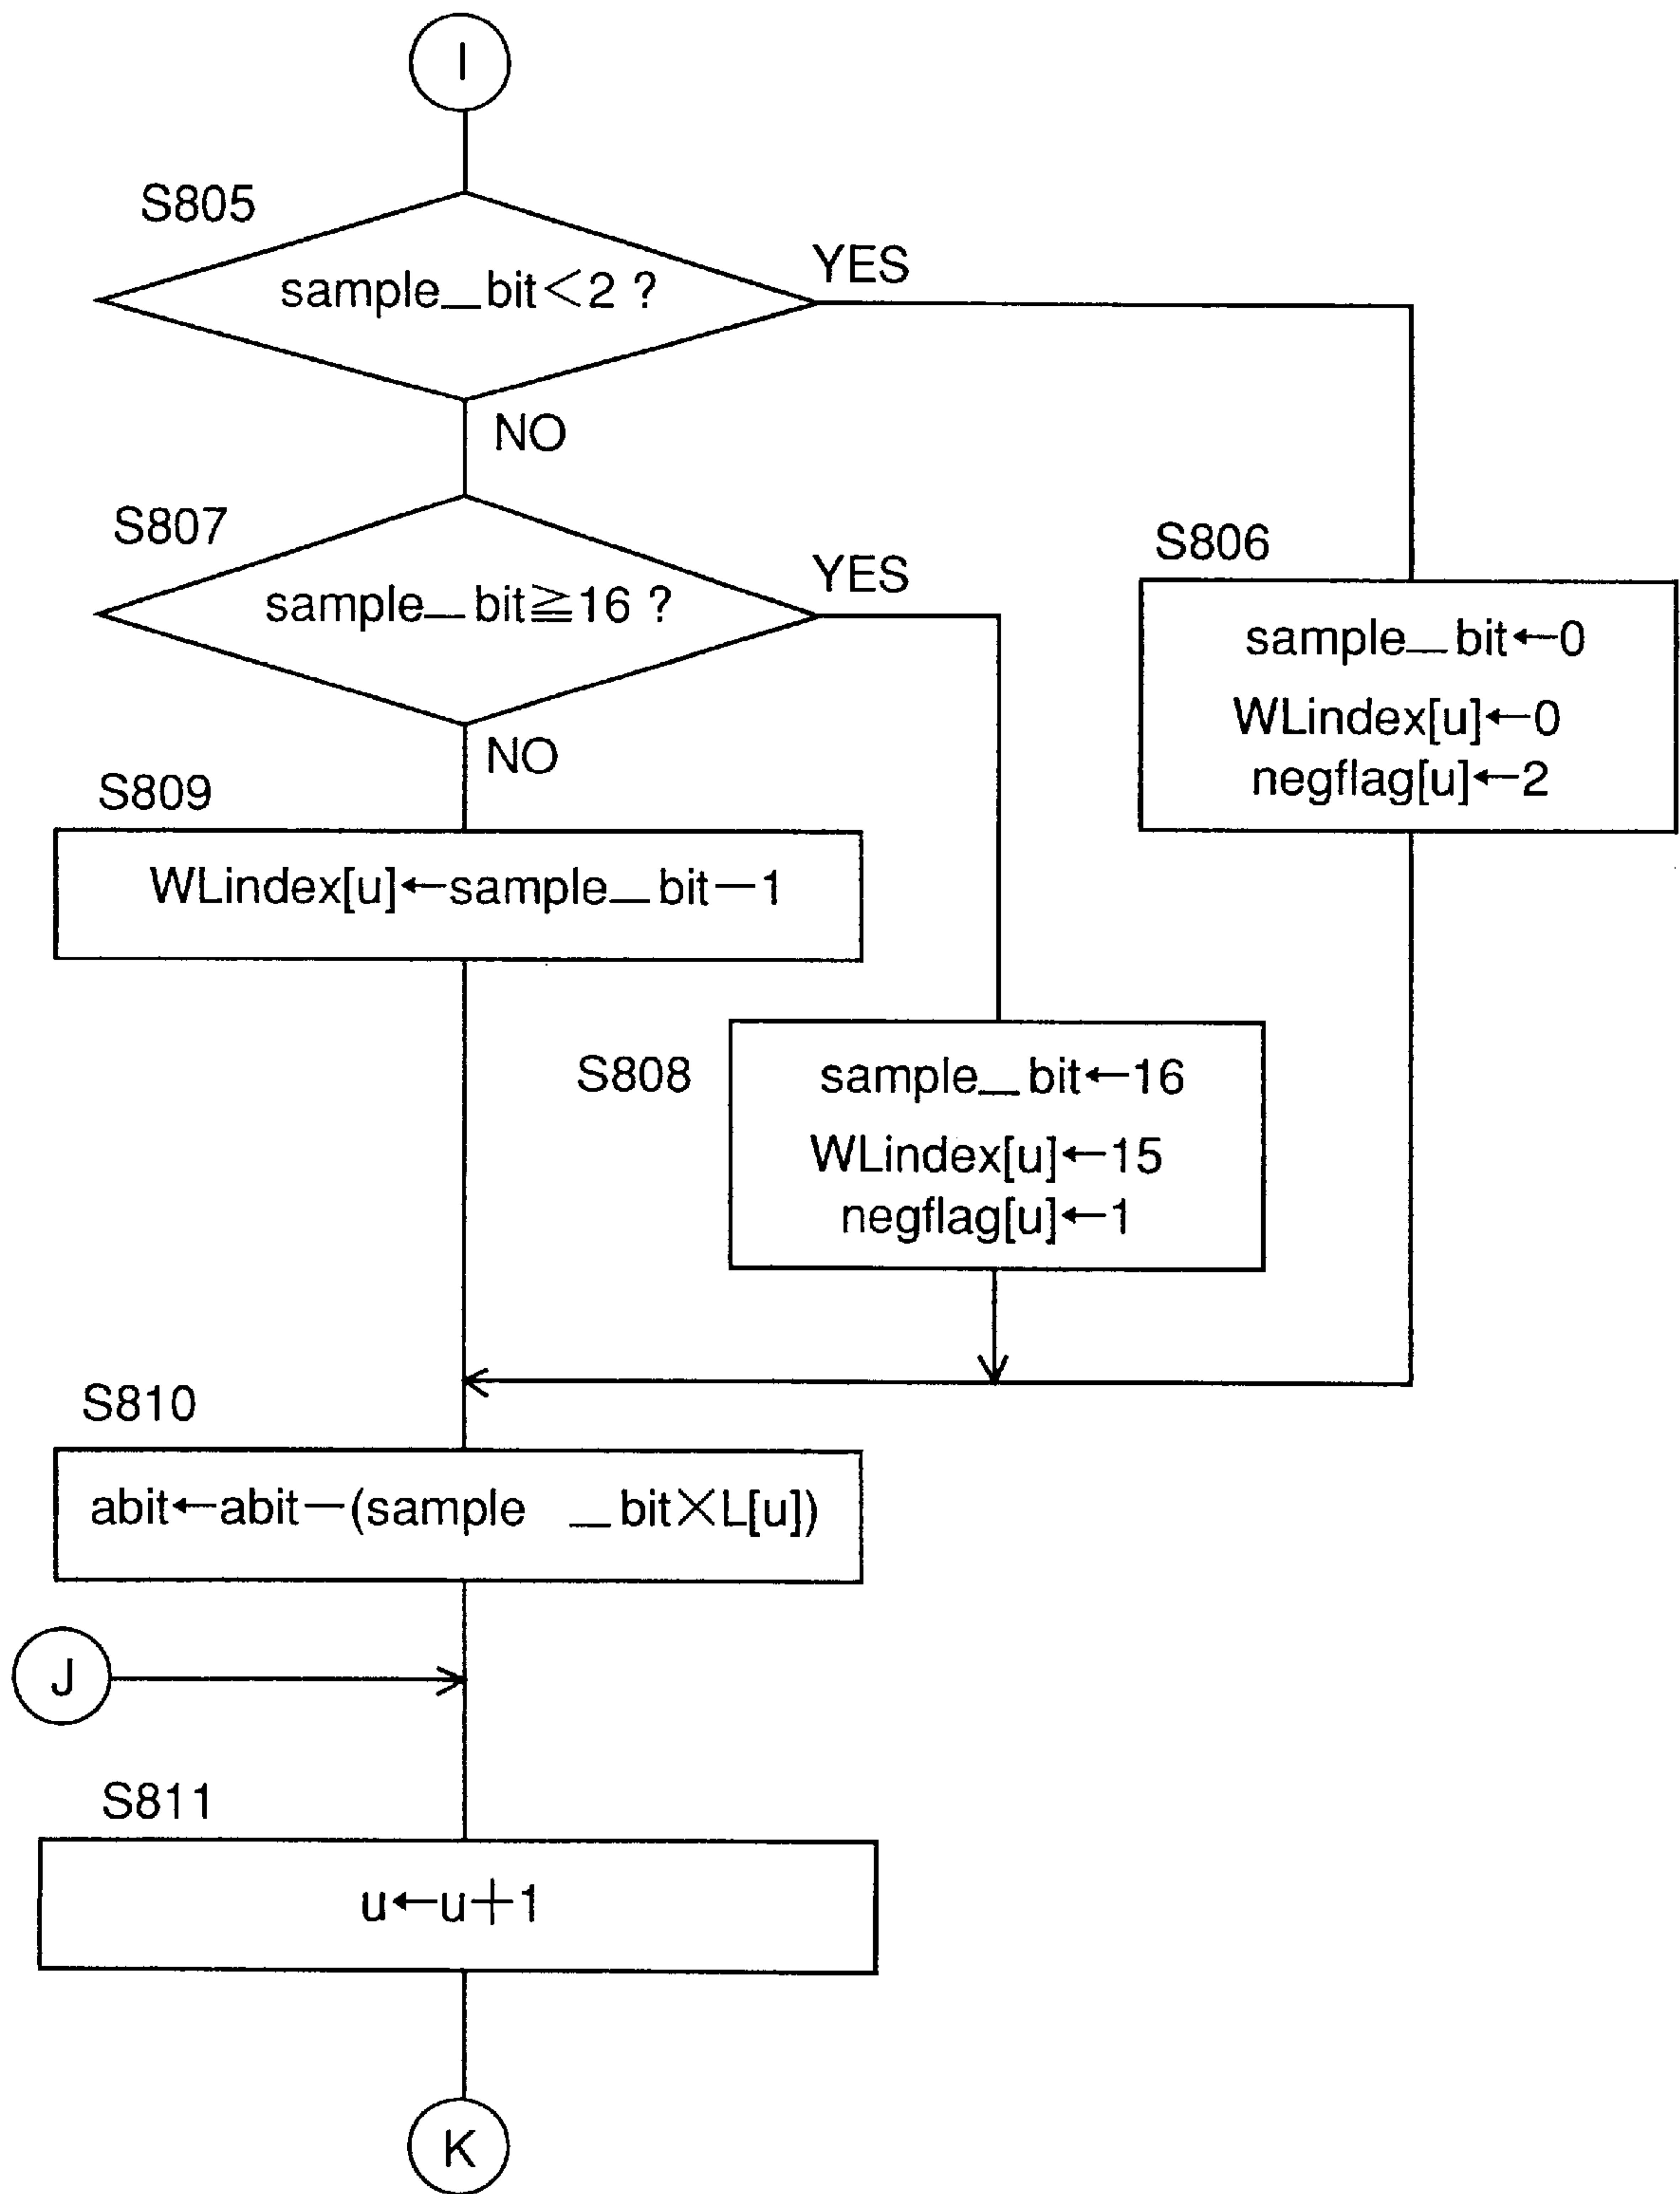 I
S805
sample_bit<2 ?
YES
NO
S807
sample_bit≧16 ?
YES
NO
S806
sample_bit←0
WLindex[u]←0
negflag[u]←2
S809
WLindex[u]←sample_bit−1
S808
sample_bit←16
WLindex[u]←15
negflag[u]←1
S810
abit←abit−(sample _bit×L[u])
J
S811
u←u+1
K